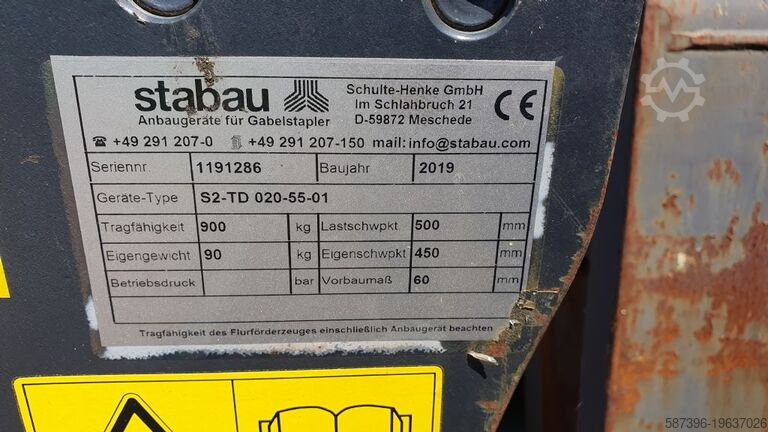 stabau
Anbaugeräte für Gabelstapler
Schulte-Henke GmbH
Im Schlahbruch 21
D-59872 Meschede
CE
+49 291 207-0 +49 291 207-150 mail: info@stabau.com
Seriennr. 1191286 Baujahr 2019
Geräte-Type S2-TD 020-55-01
Tragfähigkeit 900 kg Lastschwpkt. 500 mm
Eigengewicht 90 kg Eigenschwpkt 450 mm
Betriebsdruck bar Vorbaumaß 60 mm
Tragfähigkeit des Flurförderzeuges einschließlich Anbaugerät beachten
587396-19637026